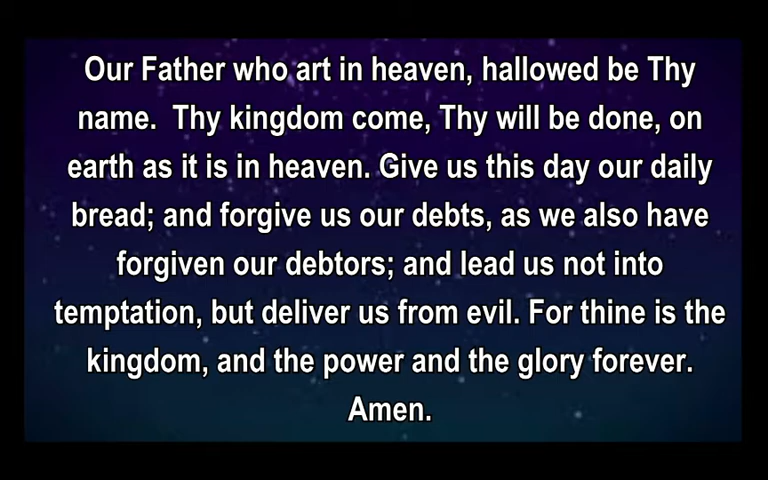 Our Father who art in heaven, hallowed be Thy
name.  Thy kingdom come, Thy will be done, on
earth as it is in heaven. Give us this day our daily
bread; and forgive us our debts, as we also have
forgiven our debtors; and lead us not into
temptation, but deliver us from evil. For thine is the
kingdom, and the power and the glory forever.
Amen.